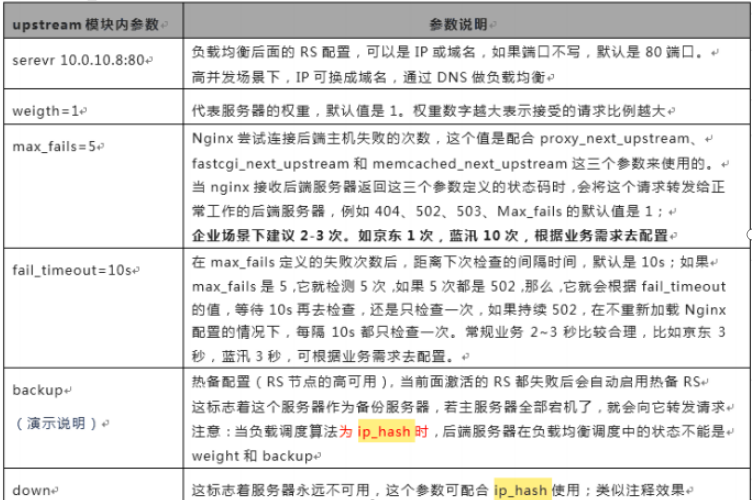 upstream 模块内参数
参数说明
serevr 10.0.10.8:80
负载均衡后面的 RS 配置，可以是 IP 或域名，如果端口不写，默认是 80 端口。
高并发场景下，IP 可换成域名，通过 DNS 做负载均衡
weigth=1
代表服务器的权重，默认值是 1。权重数字越大表示接受的请求比例越大
max_fails=5
Nginx 尝试连接后端主机失败的次数，这个值是配合 proxy_next_upstream、
fastcgi_next_upstream 和 memcached_next_upstream 这三个参数来使用的。
当 nginx 接收后端服务器返回这三个参数定义的状态码时，会将这个请求转发给正
常工作的后端服务器，例如 404、502、503、Max_fails 的默认值是 1；
企业场景下建议 2-3 次。如京东 1 次，蓝汛 10 次，根据业务需求去配置
fail_timeout=10s
在 max_fails 定义的失败次数后，距离下次检查的间隔时间，默认是 10s；如果
max_fails 是 5，它就检测 5 次，如果 5 次都是 502，那么，它就会根据 fail_timeout
的值，等待 10s 再去检查，还是只检查一次，如果持续 502，在不重新加载 Nginx
配置的情况下，每隔 10s 都只检查一次。常规业务 2~3 秒比较合理，比如京东 3
秒，蓝汛 3 秒，可根据业务需求去配置。
backup
（演示说明）
热备配置（RS 节点的高可用），当前面激活的 RS 都失败后会自动启用热备 RS
这标志着这个服务器作为备份服务器，若主服务器全部宕机了，就会向它转发请求
注意：当负载调度算法为 ip_hash 时，后端服务器在负载均衡调度中的状态不能是
weight 和 backup
down
这标志着服务器永远不可用，这个参数可配合 ip_hash 使用；类似注释效果